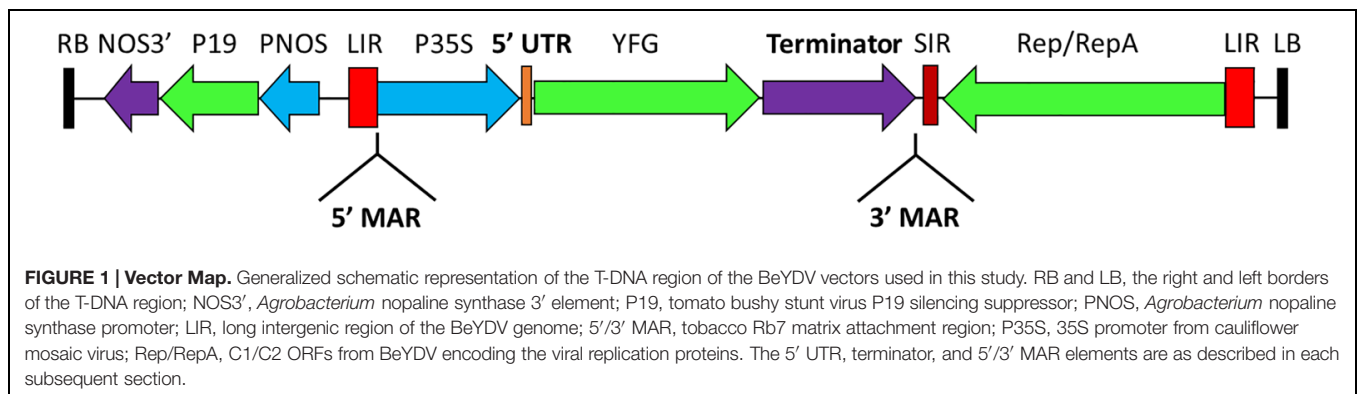 RB NOS3’ P19 PNOS LIR P35S 5’ UTR YFG Terminator SIR Rep/RepA LIR LB
5’ MAR 3’ MAR
FIGURE 1 | Vector Map. Generalized schematic representation of the T-DNA region of the BeYDV vectors used in this study. RB and LB, the right and left borders
of the T-DNA region; NOS3′, Agrobacterium nopaline synthase 3′ element; P19, tomato bushy stunt virus P19 silencing suppressor; PNOS, Agrobacterium nopaline
synthase promoter; LIR, long intergenic region of the BeYDV genome; 5′/3′ MAR, tobacco Rb7 matrix attachment region; P35S, 35S promoter from cauliflower
mosaic virus; Rep/RepA, C1/C2 ORFs from BeYDV encoding the viral replication proteins. The 5′ UTR, terminator, and 5′/3′ MAR elements are as described in each
subsequent section.